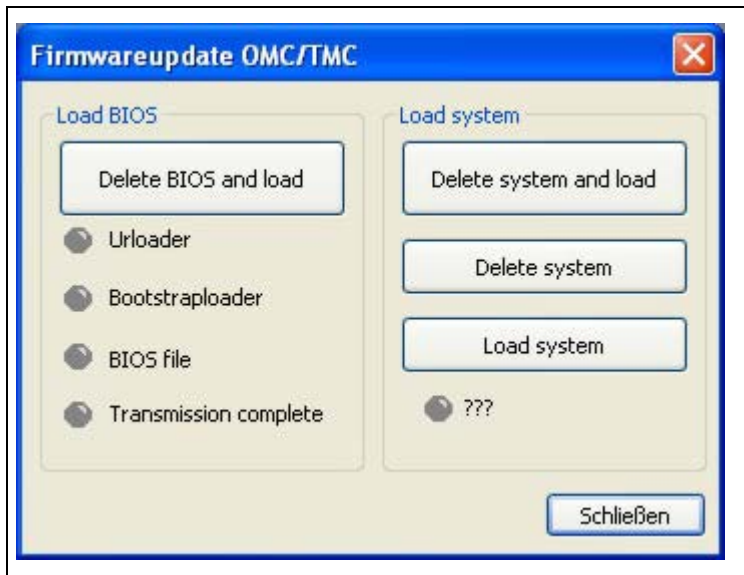 Firmwareupdate OMC/TMC
Load BIOS
Delete BIOS and load
Urloader
Bootstraploader
BIOS file
Transmission complete
Load system
Delete system and load
Delete system
Load system
???
Schließen